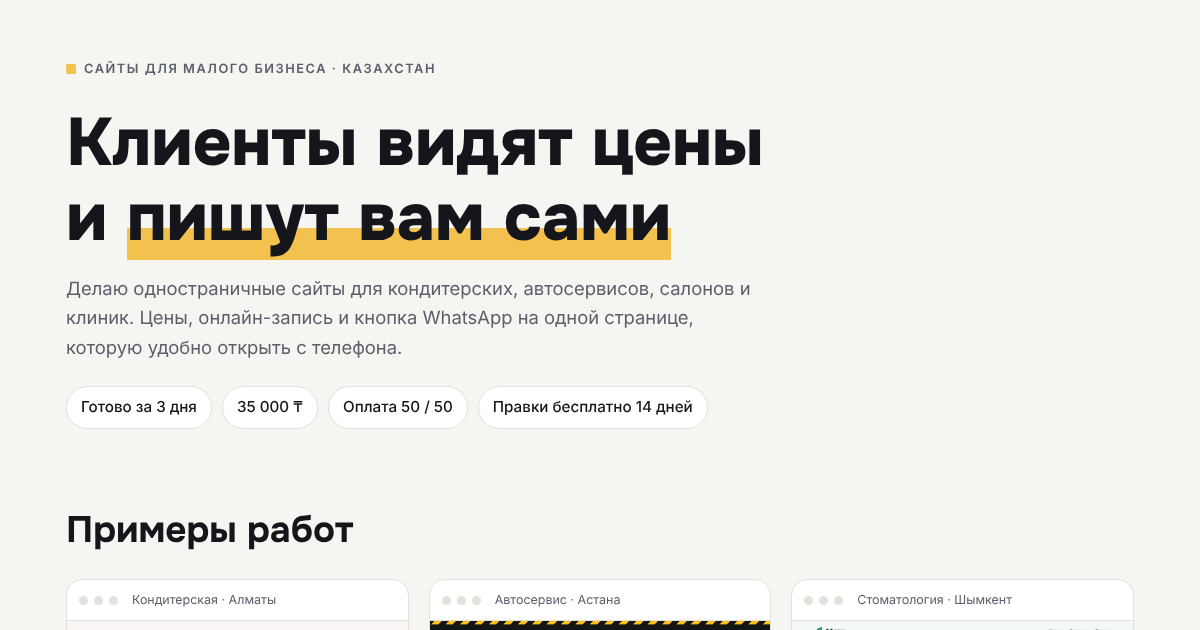 САЙТЫ ДЛЯ МАЛОГО БИЗНЕСА · КАЗАХСТАН
Клиенты видят цены
и пишут вам сами
Делаю одностраничные сайты для кондитерских, автосервисов, салонов и
клиник. Цены, онлайн-запись и кнопка WhatsApp на одной странице,
которую удобно открыть с телефона.
Готово за 3 дня
35 000 ₸
Оплата 50 / 50
Правки бесплатно 14 дней
Примеры работ
Кондитерская · Алматы
Автосервис · Астана
Стоматология · Шымкент